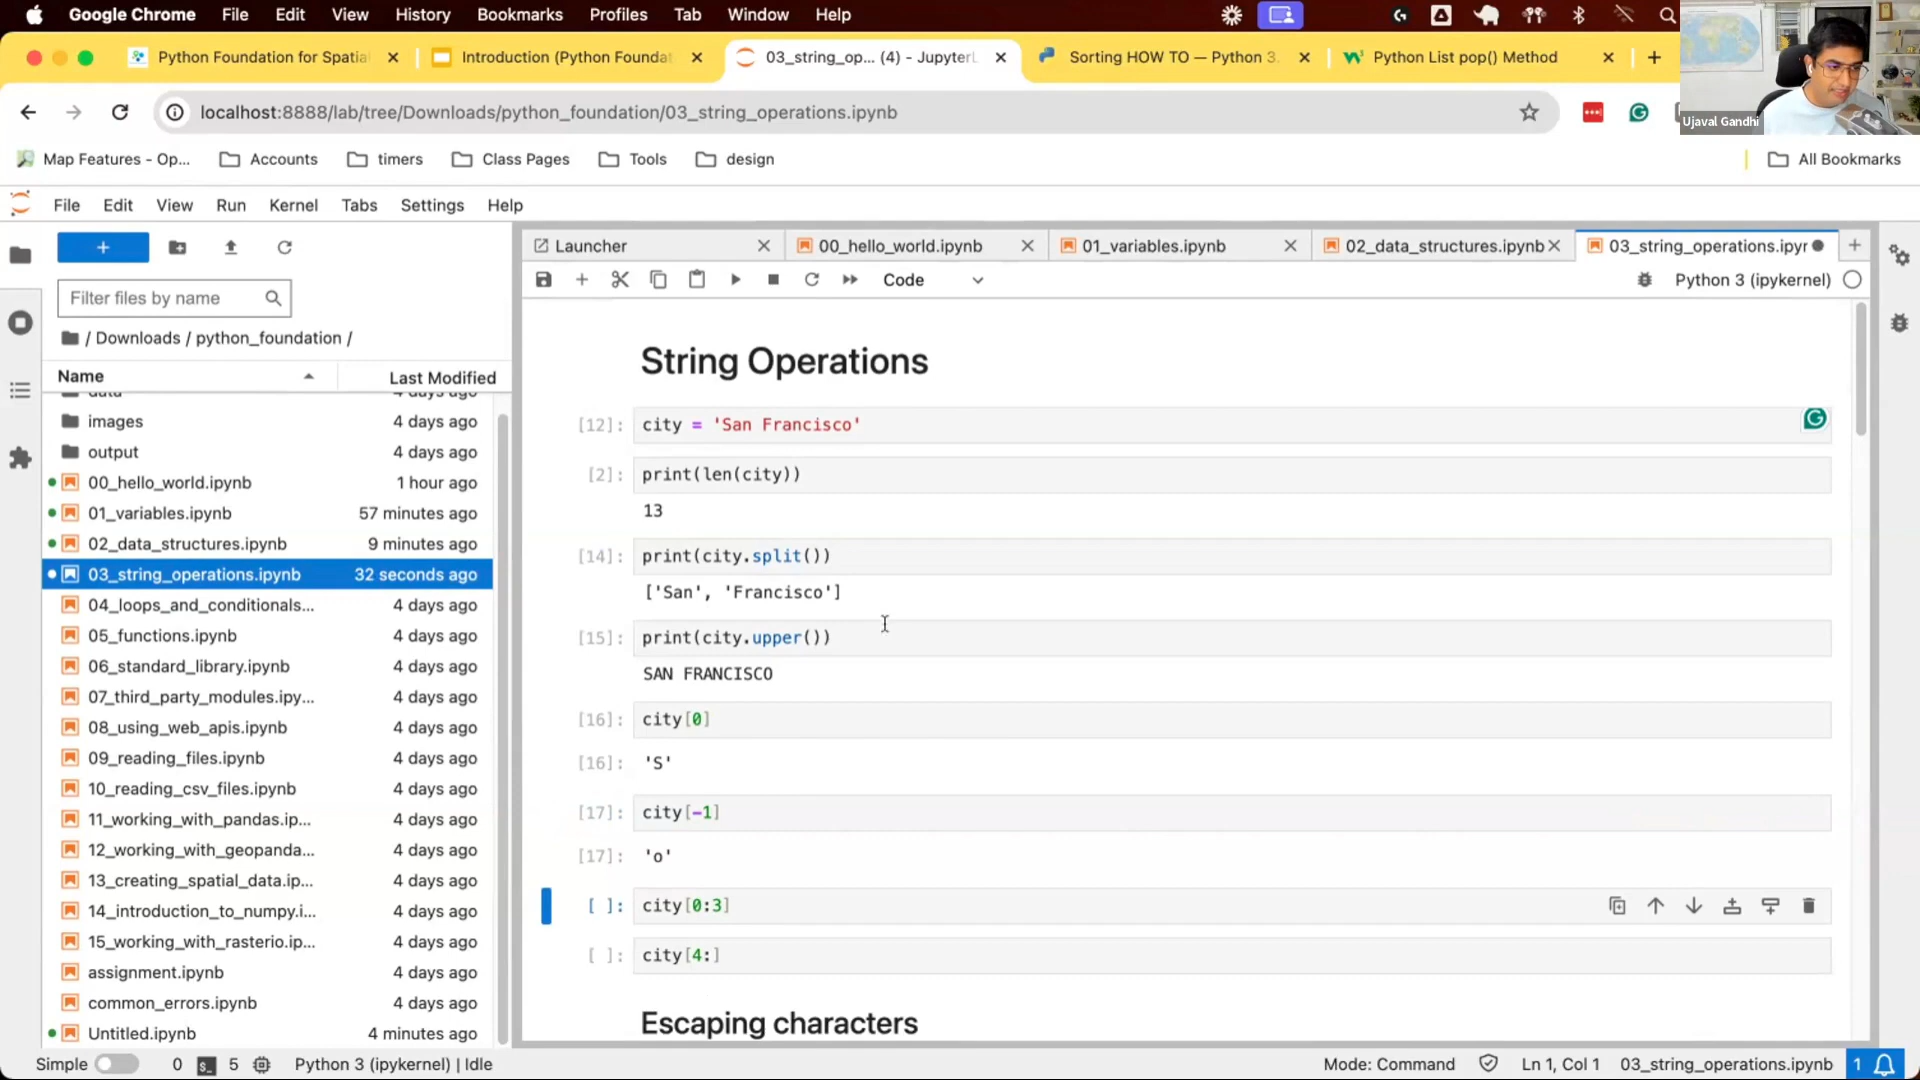 Google Chrome File Edit View History Bookmarks Profiles Tab Window Help
Python Foundation for Spatia
Introduction (Python Founda
03_string_op... (4) - JupyterL
Sorting HOW TO — Python 3.
Python List pop() Method
localhost:8888/lab/tree/Downloads/python_foundation/03_string_operations.ipynb
Ujaval Gandhi
Map Features - Op... Accounts timers Class Pages Tools design All Bookmarks
File Edit View Run Kernel Tabs Settings Help
Launcher 00_hello_world.ipynb 01_variables.ipynb 02_data_structures.ipynb 03_string_operations.ipyr
Code Python 3 (ipykernel)
Filter files by name
/ Downloads / python_foundation /
Name Last Modified
data 4 days ago
images 4 days ago
output 4 days ago
00_hello_world.ipynb 1 hour ago
01_variables.ipynb 57 minutes ago
02_data_structures.ipynb 9 minutes ago
03_string_operations.ipynb 32 seconds ago
04_loops_and_conditionals... 4 days ago
05_functions.ipynb 4 days ago
06_standard_library.ipynb 4 days ago
07_third_party_modules.ipy... 4 days ago
08_using_web_apis.ipynb 4 days ago
09_reading_files.ipynb 4 days ago
10_reading_csv_files.ipynb 4 days ago
11_working_with_pandas.ip... 4 days ago
12_working_with_geopanda... 4 days ago
13_creating_spatial_data.ip... 4 days ago
14_introduction_to_numpy.i... 4 days ago
15_working_with_rasterio.ip... 4 days ago
assignment.ipynb 4 days ago
common_errors.ipynb 4 days ago
Untitled.ipynb 4 minutes ago
String Operations
[12]: city = 'San Francisco'
[2]: print(len(city))
13
[14]: print(city.split())
['San', 'Francisco']
[15]: print(city.upper())
SAN FRANCISCO
[16]: city[0]
[16]: 'S'
[17]: city[-1]
[17]: 'o'
[ ]: city[0:3]
[ ]: city[4:]
Escaping characters
Simple 0 5 Python 3 (ipykernel) | Idle Mode: Command Ln 1, Col 1 03_string_operations.ipynb 1